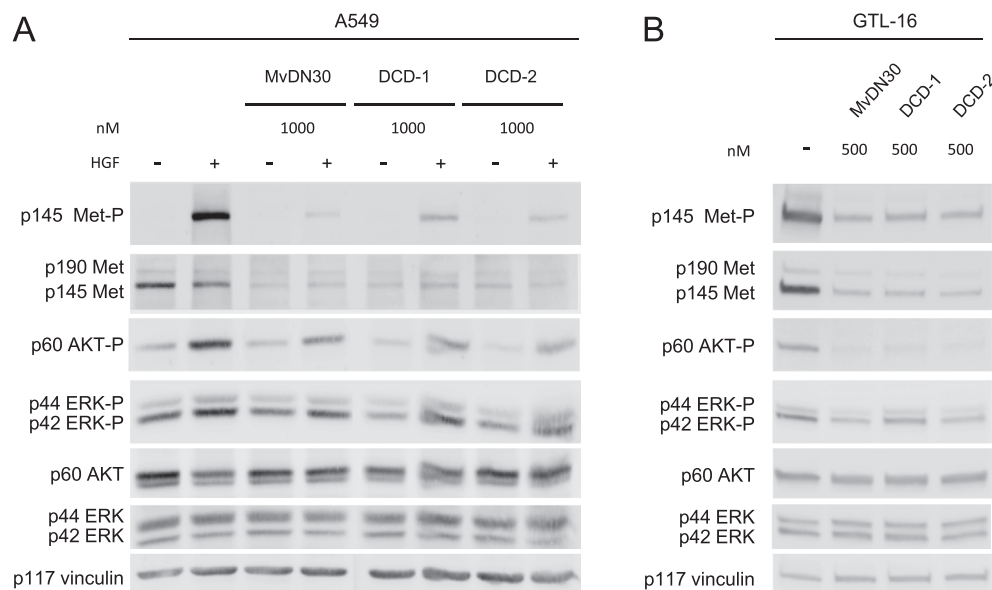 A
A549
MvDN30 DCD-1 DCD-2
nM 1000 1000 1000
HGF - + - + - + - +
p145 Met-P
p190 Met
p145 Met
p60 AKT-P
p44 ERK-P
p42 ERK-P
p60 AKT
p44 ERK
p42 ERK
p117 vinculin
B
GTL-16
MvDN30 DCD-1 DCD-2
nM - 500 500 500
p145 Met-P
p190 Met
p145 Met
p60 AKT-P
p44 ERK-P
p42 ERK-P
p60 AKT
p44 ERK
p42 ERK
p117 vinculin